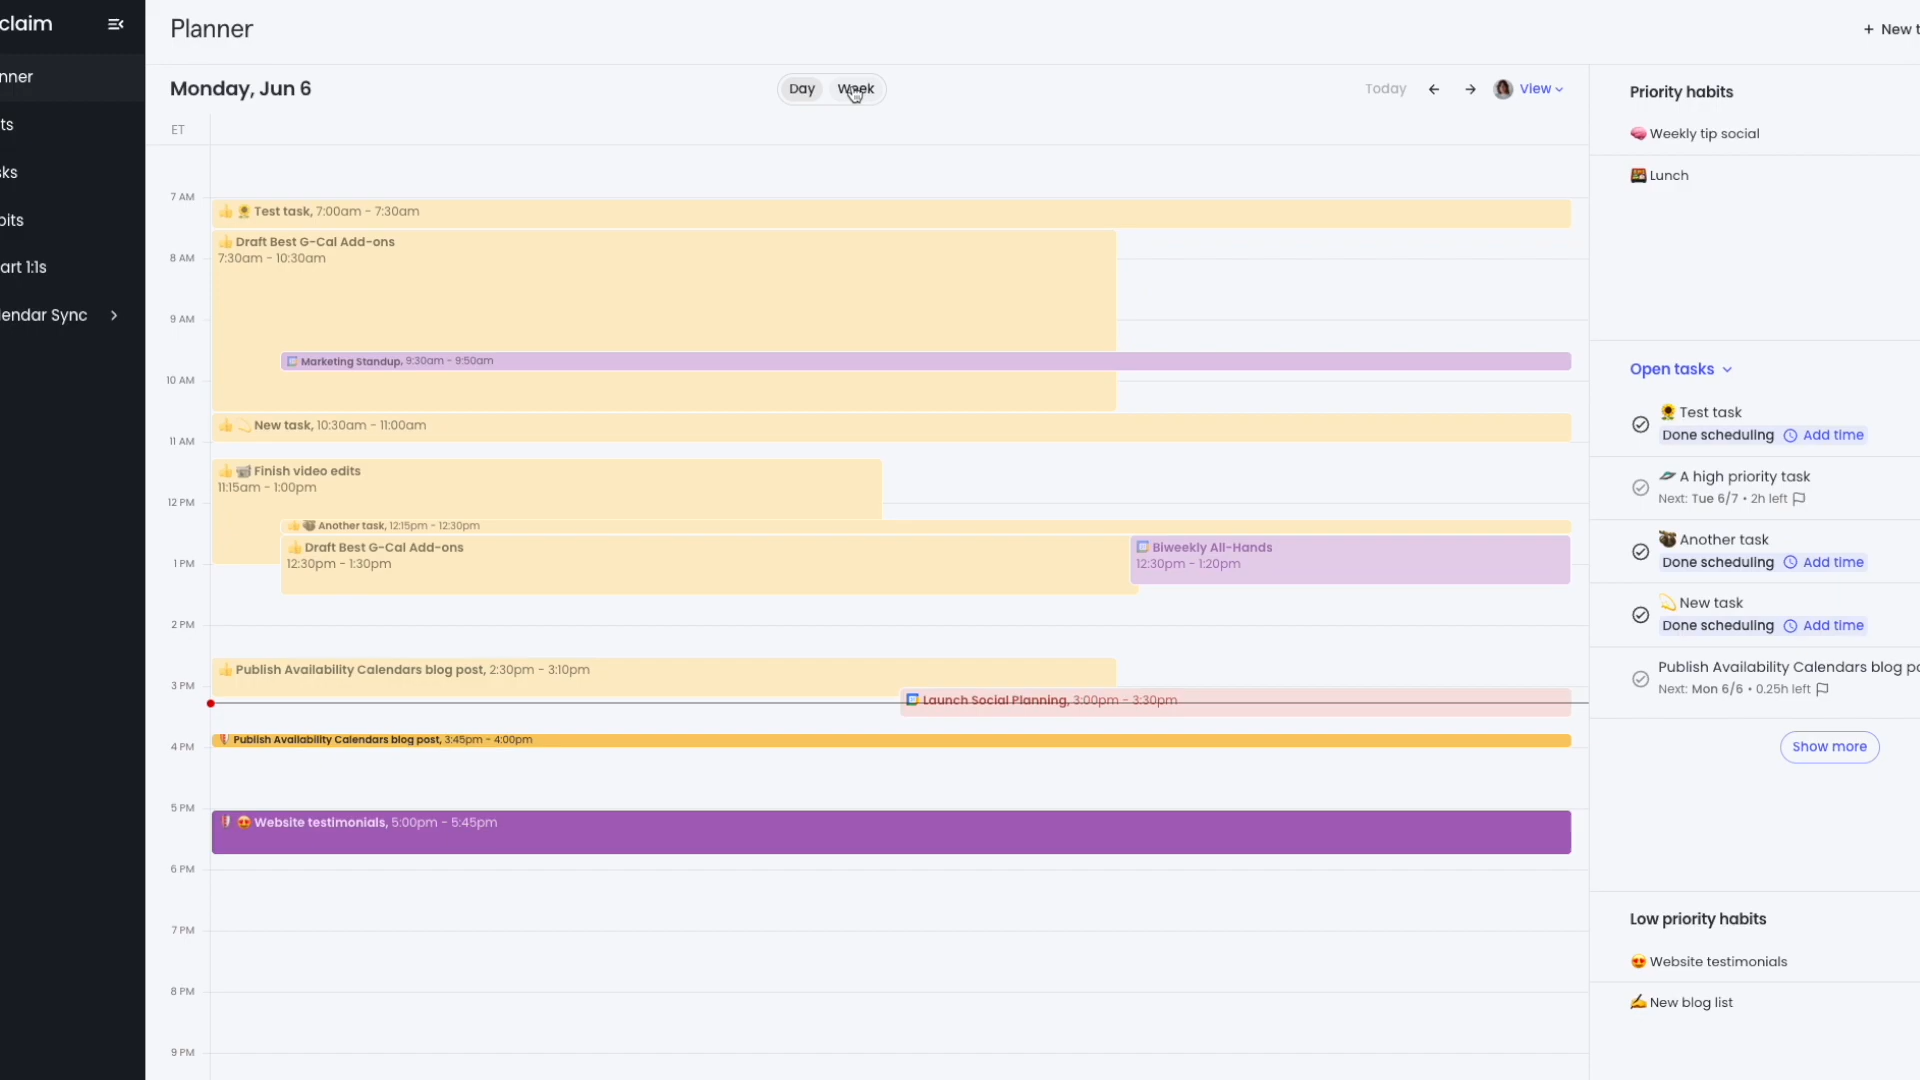 claim
Planner
+ New t
nner
ts
sks
bits
art 1:1s
endar Sync
Monday, Jun 6
Day
Week
Today
View
ET
7 AM
8 AM
9 AM
10 AM
11 AM
12 PM
1 PM
2 PM
3 PM
4 PM
5 PM
6 PM
7 PM
8 PM
9 PM
Test task, 7:00am - 7:30am
Draft Best G-Cal Add-ons
7:30am - 10:30am
Marketing Standup, 9:30am - 9:50am
New task, 10:30am - 11:00am
Finish video edits
11:15am - 1:00pm
Another task, 12:15pm - 12:30pm
Draft Best G-Cal Add-ons
12:30pm - 1:30pm
Biweekly All-Hands
12:30pm - 1:20pm
Publish Availability Calendars blog post, 2:30pm - 3:10pm
Launch Social Planning, 3:00pm - 3:30pm
Publish Availability Calendars blog post, 3:45pm - 4:00pm
Website testimonials, 5:00pm - 5:45pm
Priority habits
Weekly tip social
Lunch
Open tasks
Test task
Done scheduling Add time
A high priority task
Next: Tue 6/7 • 2h left
Another task
Done scheduling Add time
New task
Done scheduling Add time
Publish Availability Calendars blog po
Next: Mon 6/6 • 0.25h left
Show more
Low priority habits
Website testimonials
New blog list